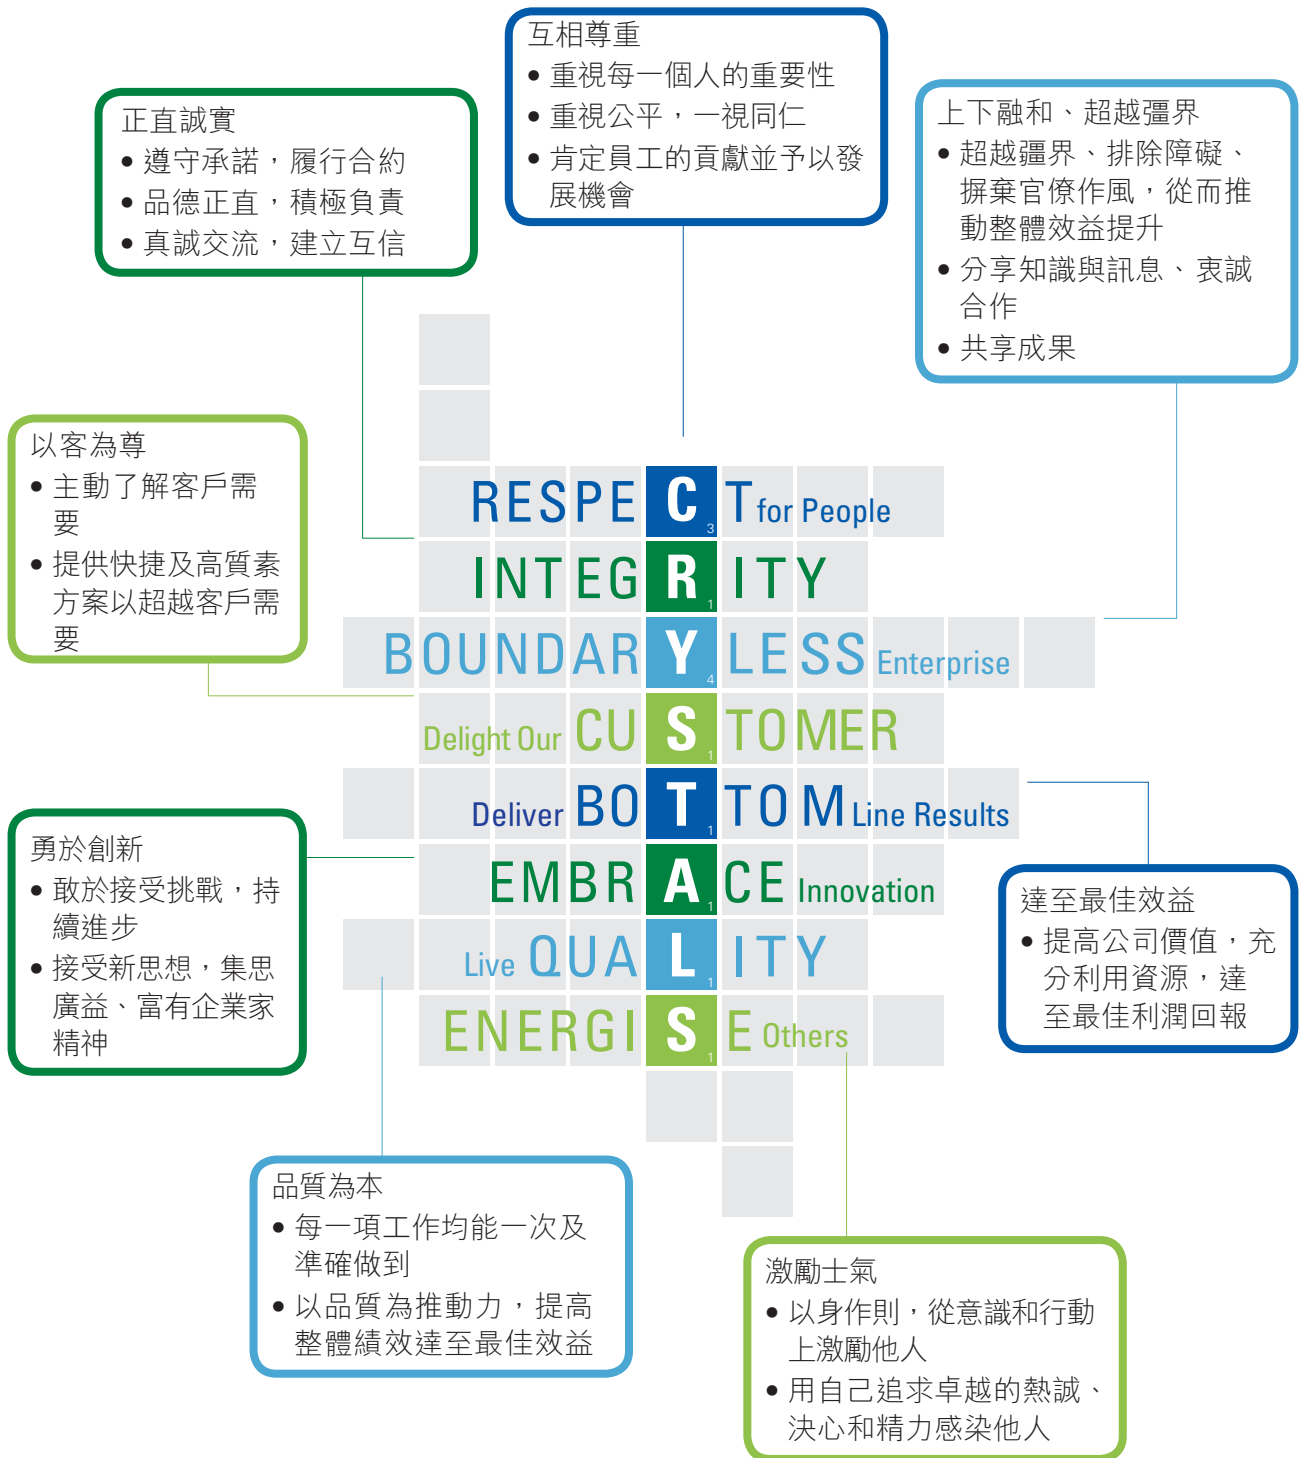 互相尊重
• 重視每一個人的重要性
• 重視公平，一視同仁
• 肯定員工的貢獻並予以發
展機會
正直誠實
• 遵守承諾，履行合約
• 品德正直，積極負責
• 真誠交流，建立互信
上下融和、超越疆界
• 超越疆界、排除障礙、
摒棄官僚作風，從而推
動整體效益提升
• 分享知識與訊息、衷誠
合作
• 共享成果
以客為尊
• 主動了解客戶需
要
• 提供快捷及高質素
方案以超越客戶需
要
RESPECT for People
3
INTEGRITY
1
BOUNDARYLESS Enterprise
4
Delight Our CUSTOMER
1
Deliver BOTTOM Line Results
1
EMBRACE Innovation
1
Live QUALITY
1
ENERGISE Others
1
勇於創新
• 敢於接受挑戰，持
續進步
• 接受新思想，集思
廣益、富有企業家
精神
達至最佳效益
• 提高公司價值，充
分利用資源，達
至最佳利潤回報
品質為本
• 每一項工作均能一次及
準確做到
• 以品質為推動力，提高
整體績效達至最佳效益
激勵士氣
• 以身作則，從意識和行動
上激勵他人
• 用自己追求卓越的熱誠、
決心和精力感染他人